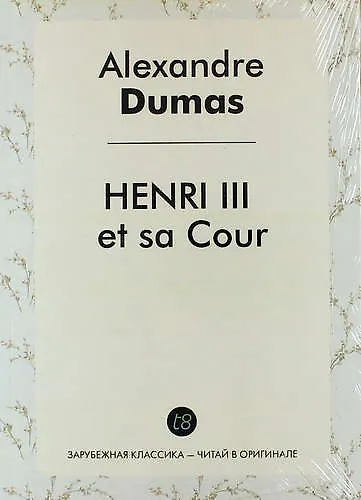 Alexandre
Dumas
HENRI III
et sa Cour
t8
ЗАРУБЕЖНАЯ КЛАССИКА — ЧИТАЙ В ОРИГИНАЛЕ